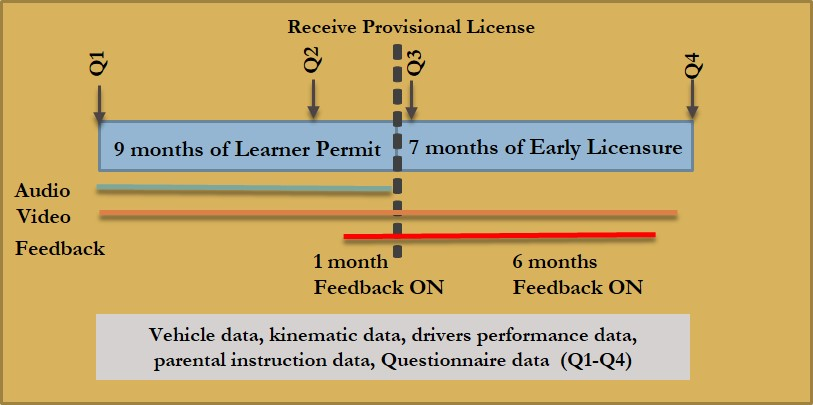 Receive Provisional License
Q1
Q2
Q3
Q4
9 months of Learner Permit
7 months of Early Licensure
Audio
Video
Feedback
1 month
Feedback ON
6 months
Feedback ON
Vehicle data, kinematic data, drivers performance data,
parental instruction data, Questionnaire data (Q1-Q4)